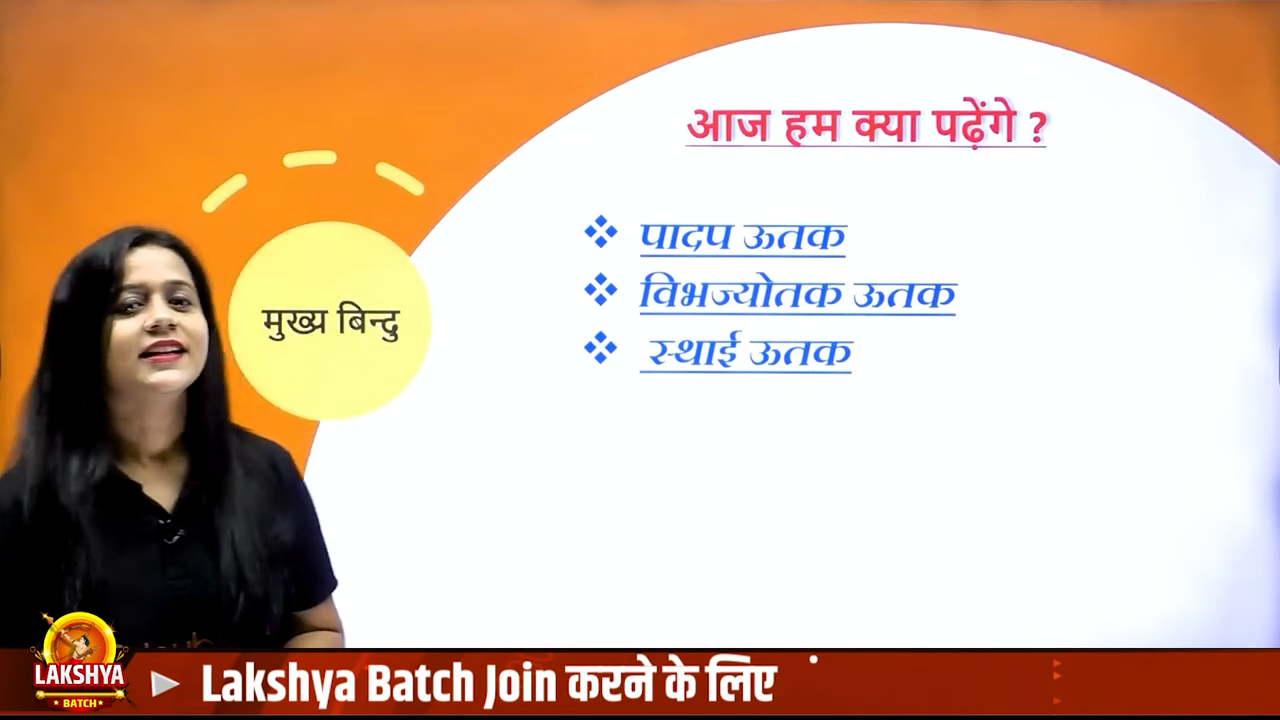 आज हम क्या पढ़ेंगे ?
मुख्य बिन्दु
पादप ऊतक
विभज्योतक ऊतक
स्थाई ऊतक
LAKSHYA
BATCH
Lakshya Batch Join करने के लिए